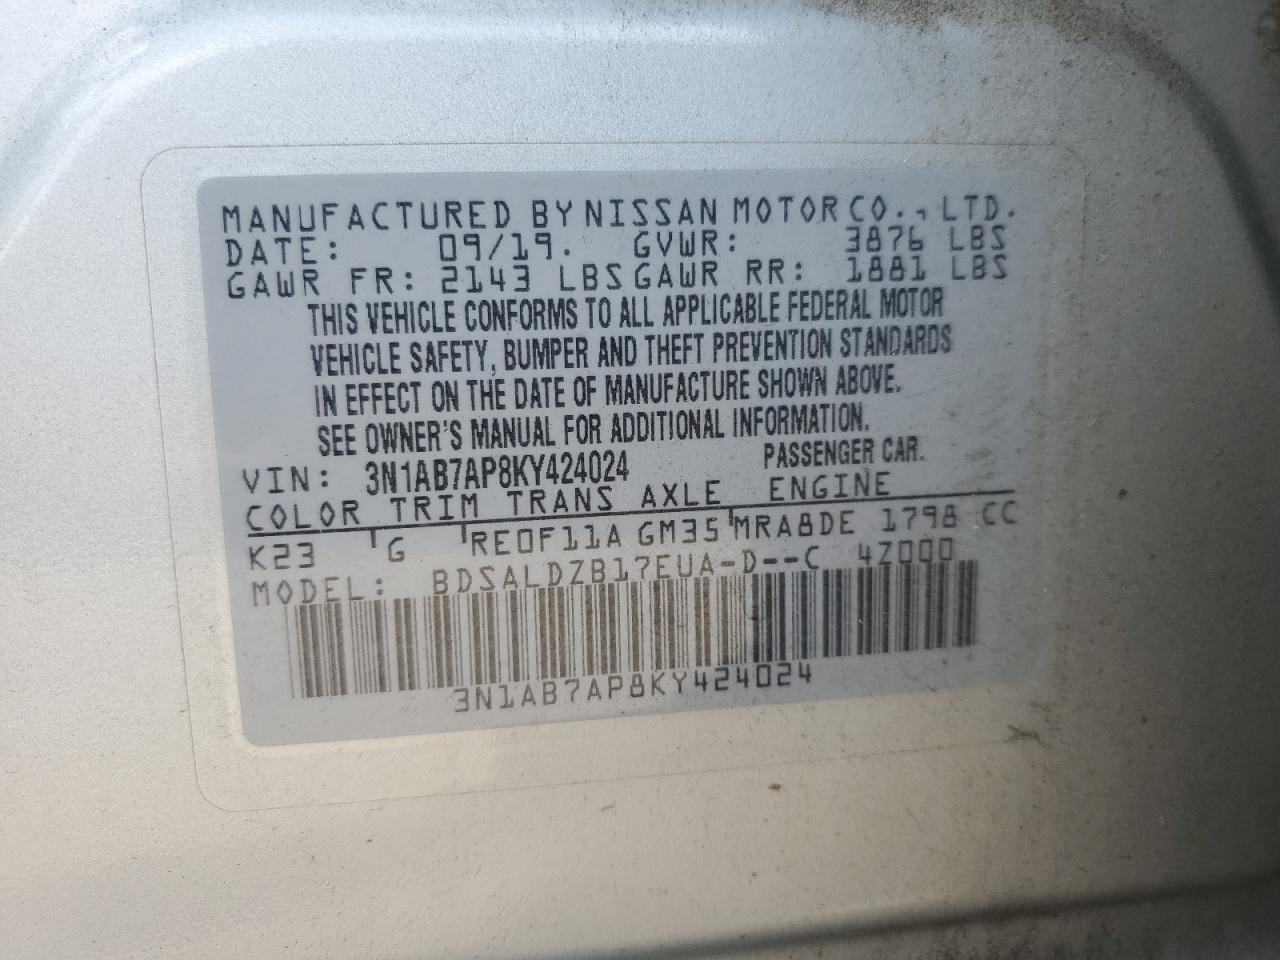 MANUFACTURED BY NISSAN MOTOR CO., LTD.
DATE: 09/19. GVWR: 3876 LBS
GAWR FR: 2143 LBS GAWR RR: 1881 LBS
THIS VEHICLE CONFORMS TO ALL APPLICABLE FEDERAL MOTOR
VEHICLE SAFETY, BUMPER AND THEFT PREVENTION STANDARDS
IN EFFECT ON THE DATE OF MANUFACTURE SHOWN ABOVE.
SEE OWNER'S MANUAL FOR ADDITIONAL INFORMATION.
VIN: 3N1AB7AP8KY424024 PASSENGER CAR.
COLOR TRIM TRANS AXLE ENGINE
K23 G RE0F11A GM35 MRA8DE 1798 CC
MODEL: BDSALDZB17EUA-D--C 4Z000
3N1AB7AP8KY424024